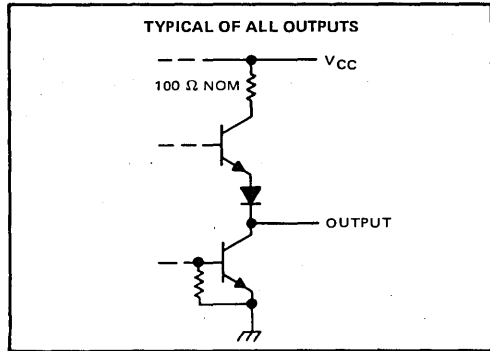 TYPICAL OF ALL OUTPUTS
VCC
100 Ω NOM
OUTPUT